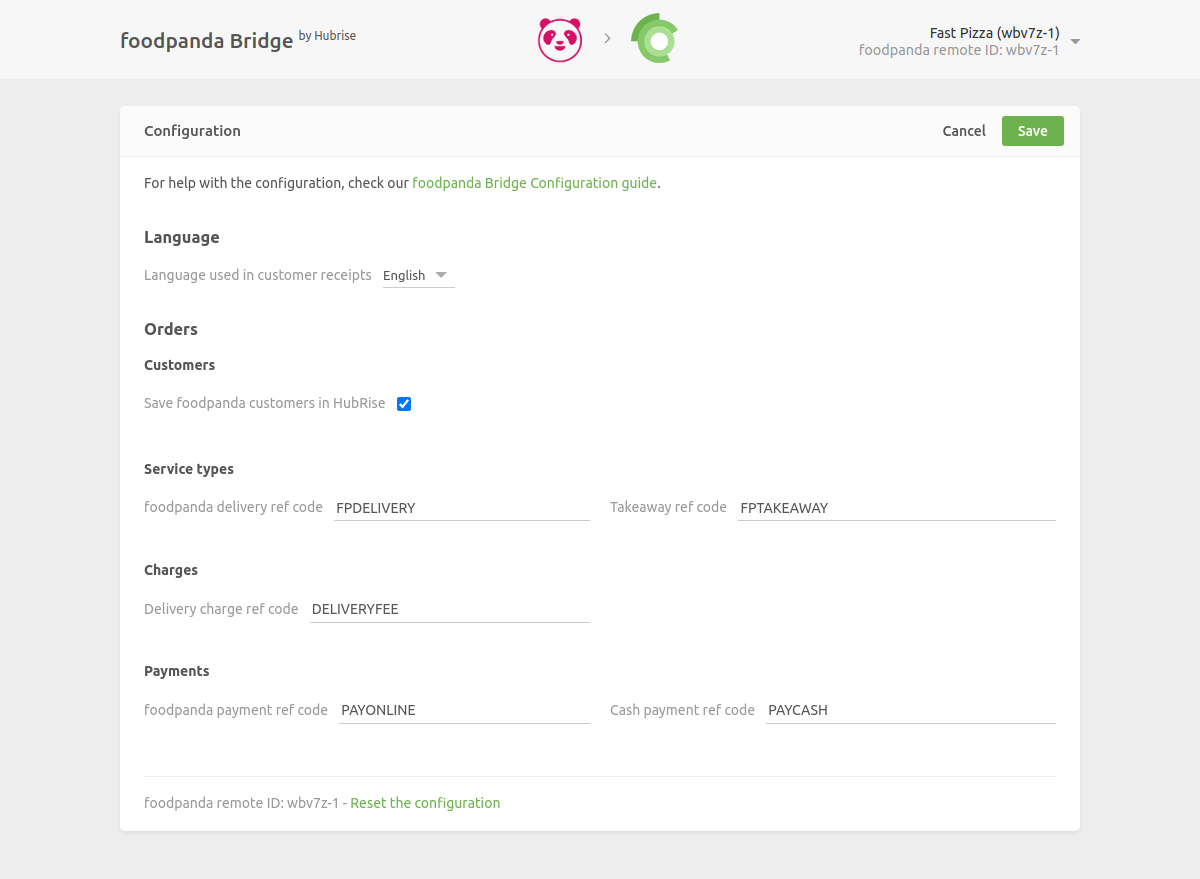 foodpanda Bridge by Hubrise
Fast Pizza (wbv7z-1)
foodpanda remote ID: wbv7z-1
Configuration
Cancel
Save
For help with the configuration, check our foodpanda Bridge Configuration guide.
Language
Language used in customer receipts English
Orders
Customers
Save foodpanda customers in HubRise
Service types
foodpanda delivery ref code FPDELIVERY
Takeaway ref code FPTAKEAWAY
Charges
Delivery charge ref code DELIVERYFEE
Payments
foodpanda payment ref code PAYONLINE
Cash payment ref code PAYCASH
foodpanda remote ID: wbv7z-1 - Reset the configuration